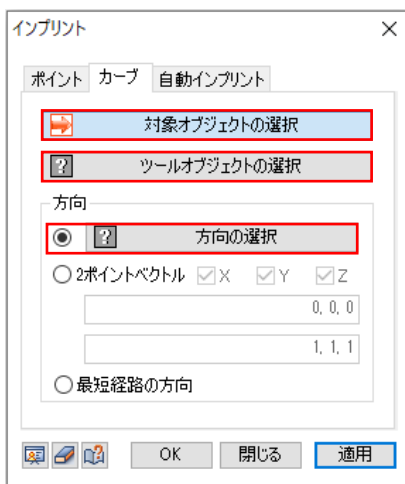 インプリント
ポイント カーブ 自動インプリント
対象オブジェクトの選択
? ツールオブジェクトの選択
方向
? 方向の選択
2ポイントベクトル X Y Z
0, 0, 0
1, 1, 1
最短経路の方向
OK 閉じる 適用